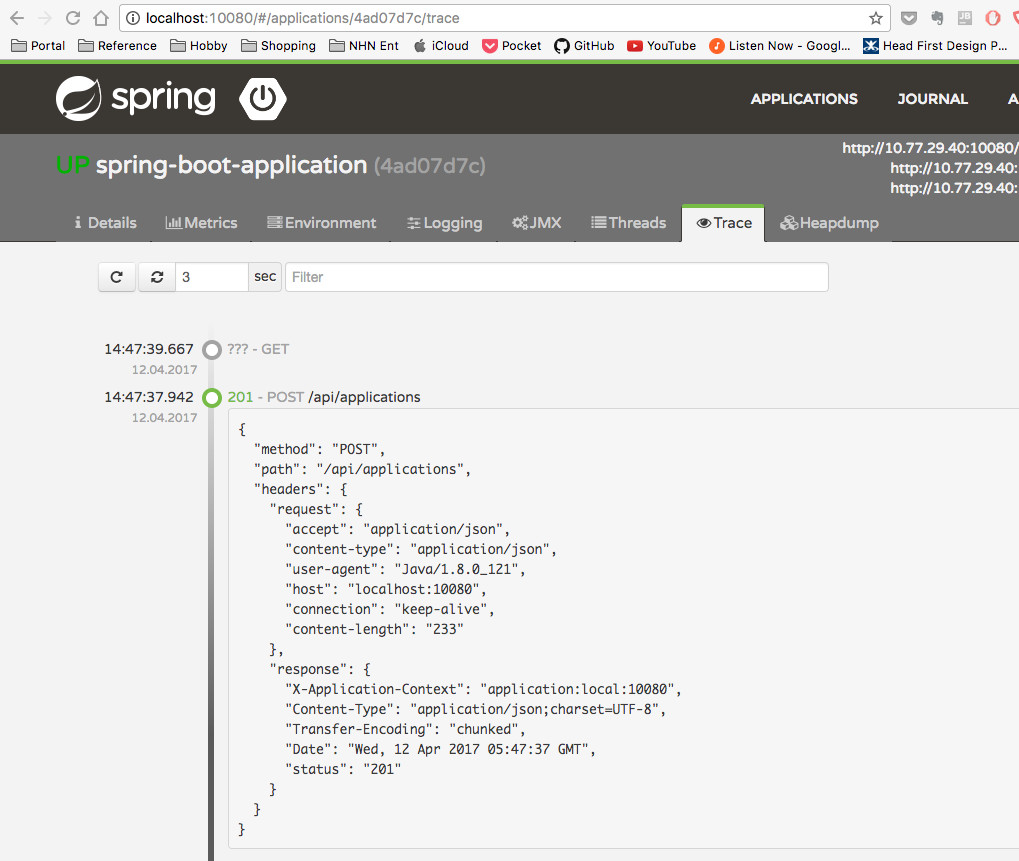 localhost:10080/#/applications/4ad07d7c/trace
Portal Reference Hobby Shopping NHN Ent iCloud Pocket GitHub YouTube Listen Now - Googl... Head First Design P...
spring APPLICATIONS JOURNAL A
UP spring-boot-application (4ad07d7c)
http://10.77.29.40:10080/
http://10.77.29.40:
http://10.77.29.40:
Details Metrics Environment Logging JMX Threads Trace Heapdump
3 sec Filter
14:47:39.667 ??? - GET
12.04.2017
14:47:37.942 201 - POST /api/applications
12.04.2017
{
  "method": "POST",
  "path": "/api/applications",
  "headers": {
    "request": {
      "accept": "application/json",
      "content-type": "application/json",
      "user-agent": "Java/1.8.0_121",
      "host": "localhost:10080",
      "connection": "keep-alive",
      "content-length": "233"
    },
    "response": {
      "X-Application-Context": "application:local:10080",
      "Content-Type": "application/json;charset=UTF-8",
      "Transfer-Encoding": "chunked",
      "Date": "Wed, 12 Apr 2017 05:47:37 GMT",
      "status": "201"
    }
  }
}